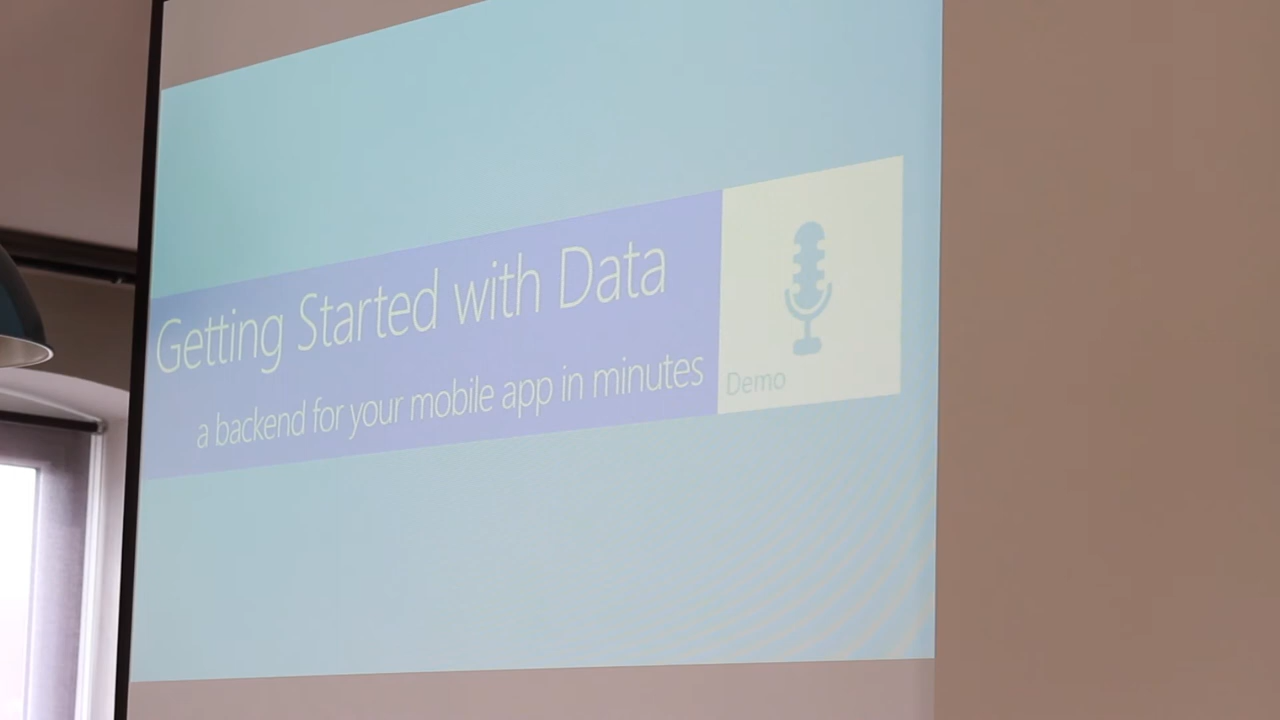 Getting Started with Data
a backend for your mobile app in minutes
Demo